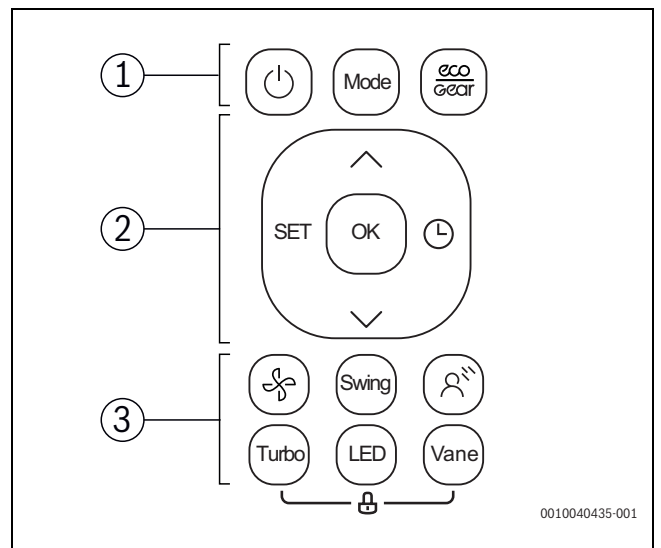 1
Mode
eco
Gear
2
SET
OK
3
Swing
Turbo
LED
Vane
0010040435-001